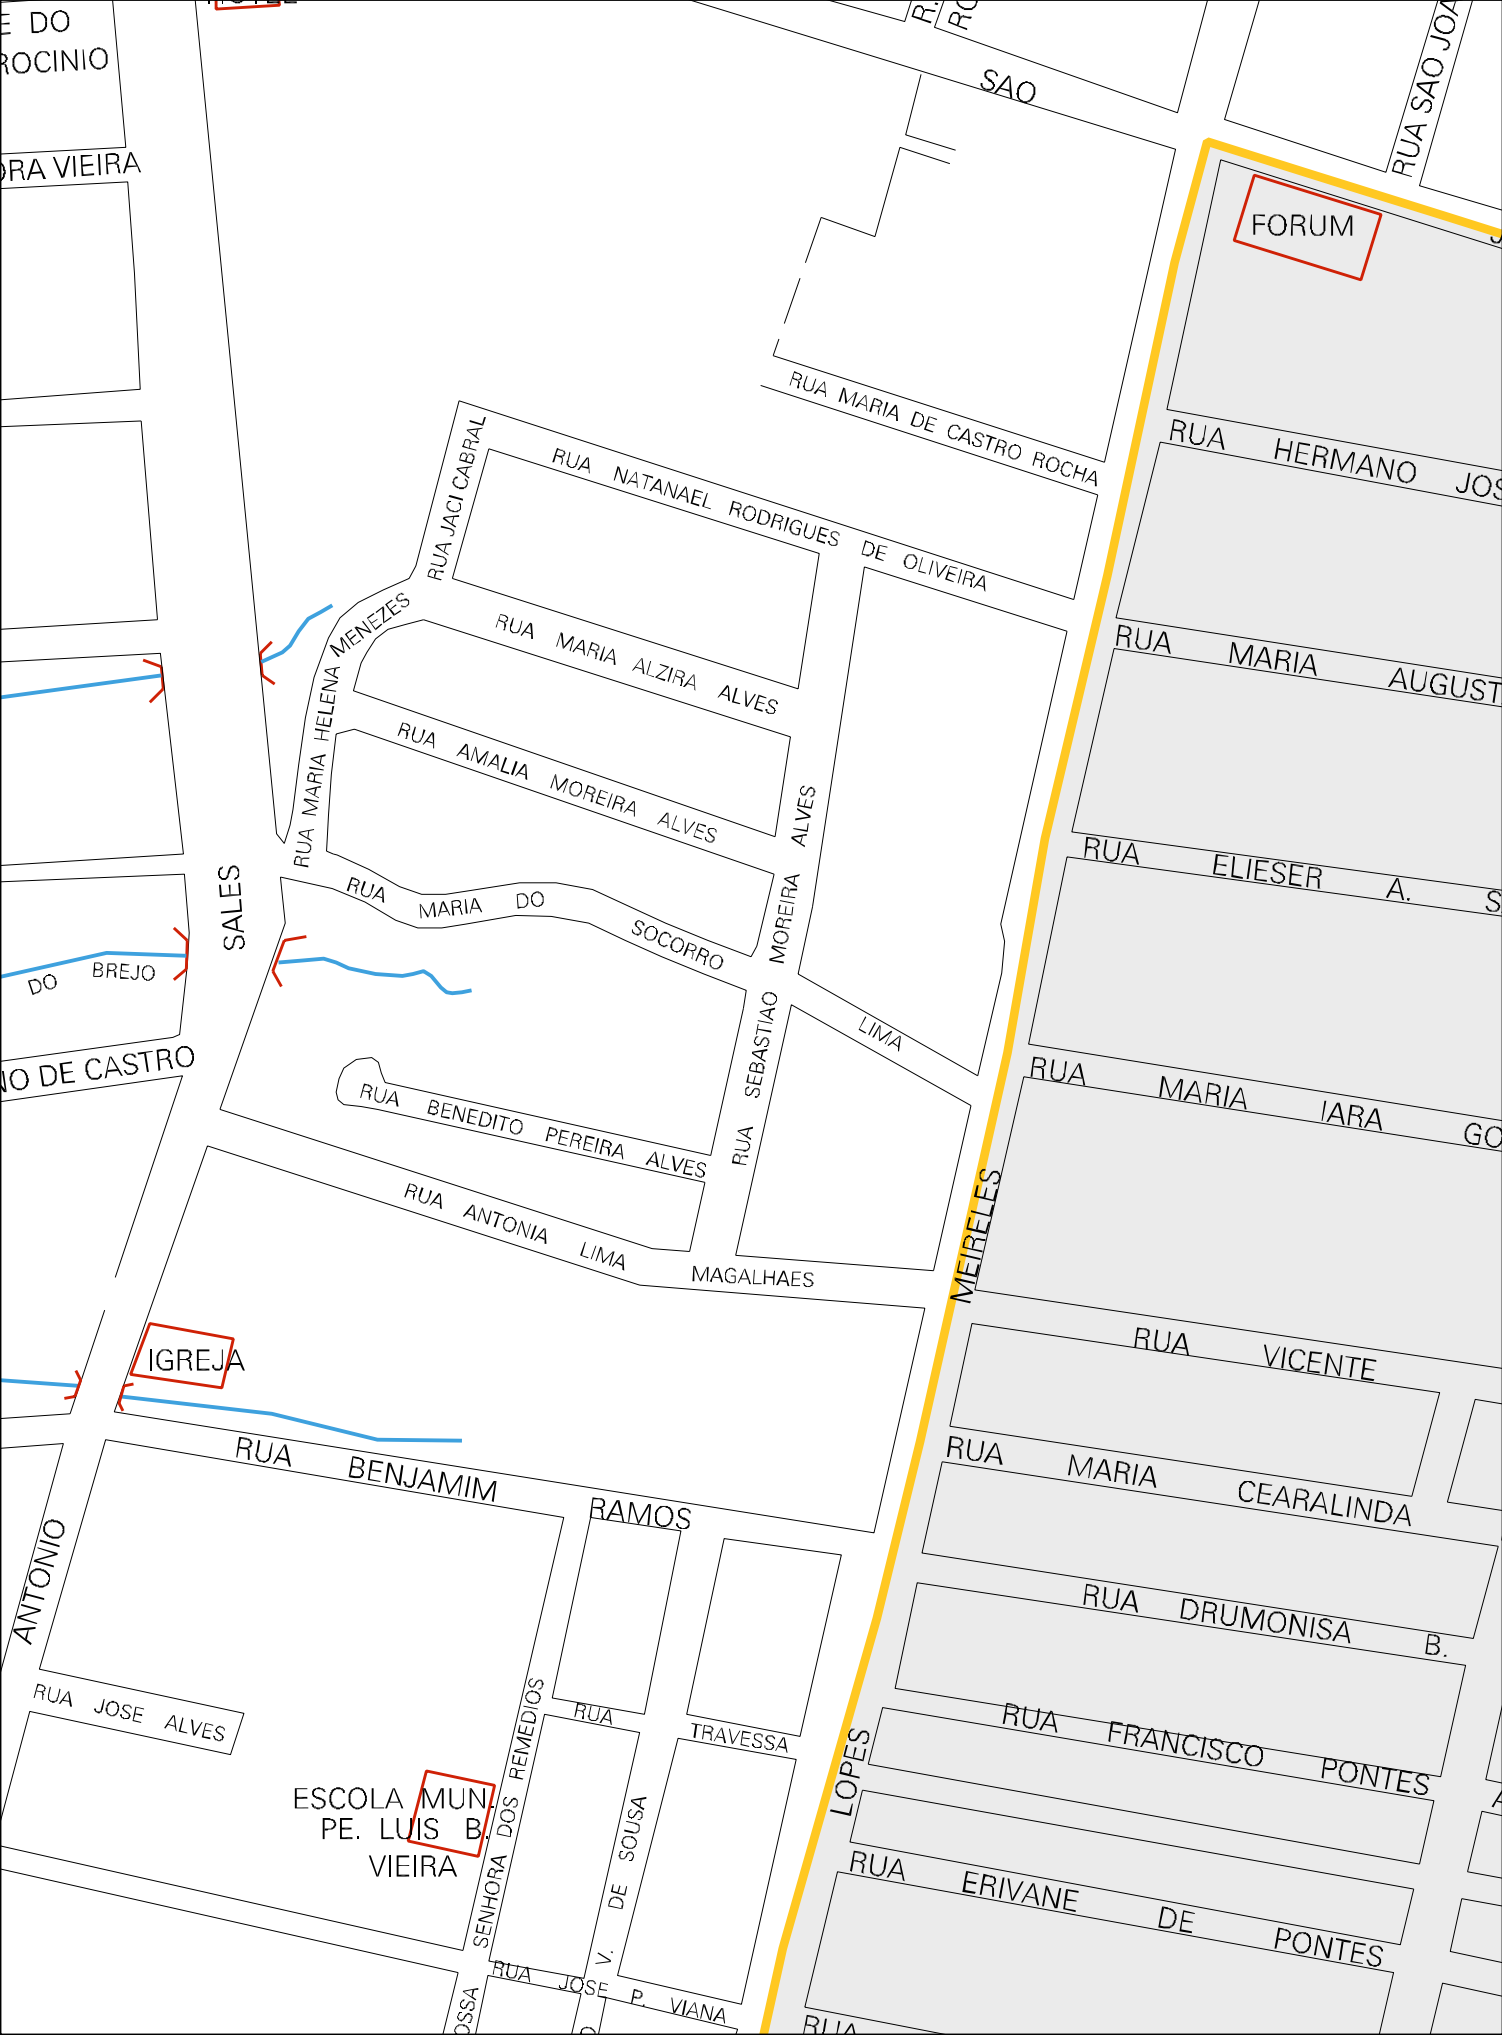 DO
SAO
RUA SAO
FORUM
RUA MARIA DE CASTRO ROCHA
RUA HERMANO
RUA JACI CABRAL
RUA NATANAEL RODRIGUES DE OLIVEIRA
RUA MARIA HELENA MENEZES
RUA MARIA ALZIRA ALVES
RUA MARIA AUGUST
RUA AMALIA MOREIRA ALVES
RUA ELIESER A. S
SALES
RUA MARIA DO SOCORRO LIMA
RUA SEBASTIAO MOREIRA ALVES
DO BREJO
DE CASTRO
RUA BENEDITO PEREIRA ALVES
RUA MARIA IARA GO
RUA ANTONIA LIMA MAGALHAES
MEIRELES
IGREJA
RUA VICENTE
RUA BENJAMIM RAMOS
RUA MARIA CEARALINDA
ANTONIO
RUA DRUMONISA B.
RUA JOSE ALVES
SENHORA DOS REMEDIOS
RUA TRAVESSA
RUA FRANCISCO PONTES
LOPES
ESCOLA MUN.
PE. LUIS B.
VIEIRA
V. DE SOUSA
RUA ERIVANE DE PONTES
RUA JOSE P. VIANA
VIEIRA
RUA